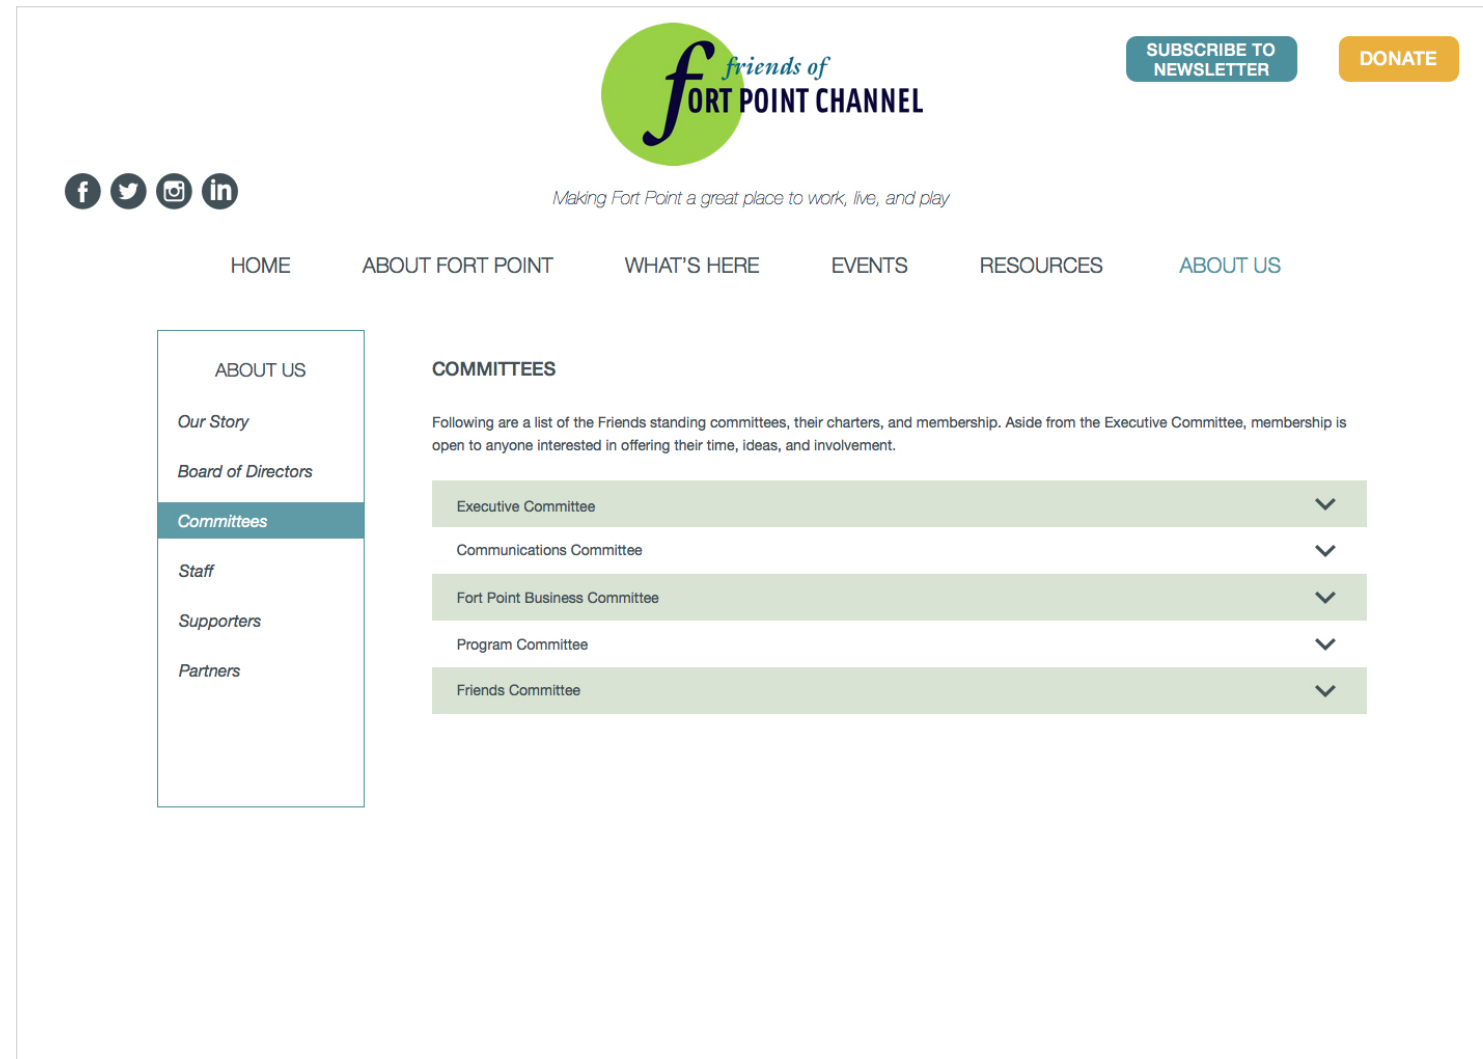 friends of
fORT POINT CHANNEL
SUBSCRIBE TO
NEWSLETTER
DONATE
Making Fort Point a great place to work, live, and play
HOME ABOUT FORT POINT WHAT'S HERE EVENTS RESOURCES ABOUT US
ABOUT US
Our Story
Board of Directors
Committees
Staff
Supporters
Partners
COMMITTEES
Following are a list of the Friends standing committees, their charters, and membership. Aside from the Executive Committee, membership is
open to anyone interested in offering their time, ideas, and involvement.
Executive Committee
Communications Committee
Fort Point Business Committee
Program Committee
Friends Committee